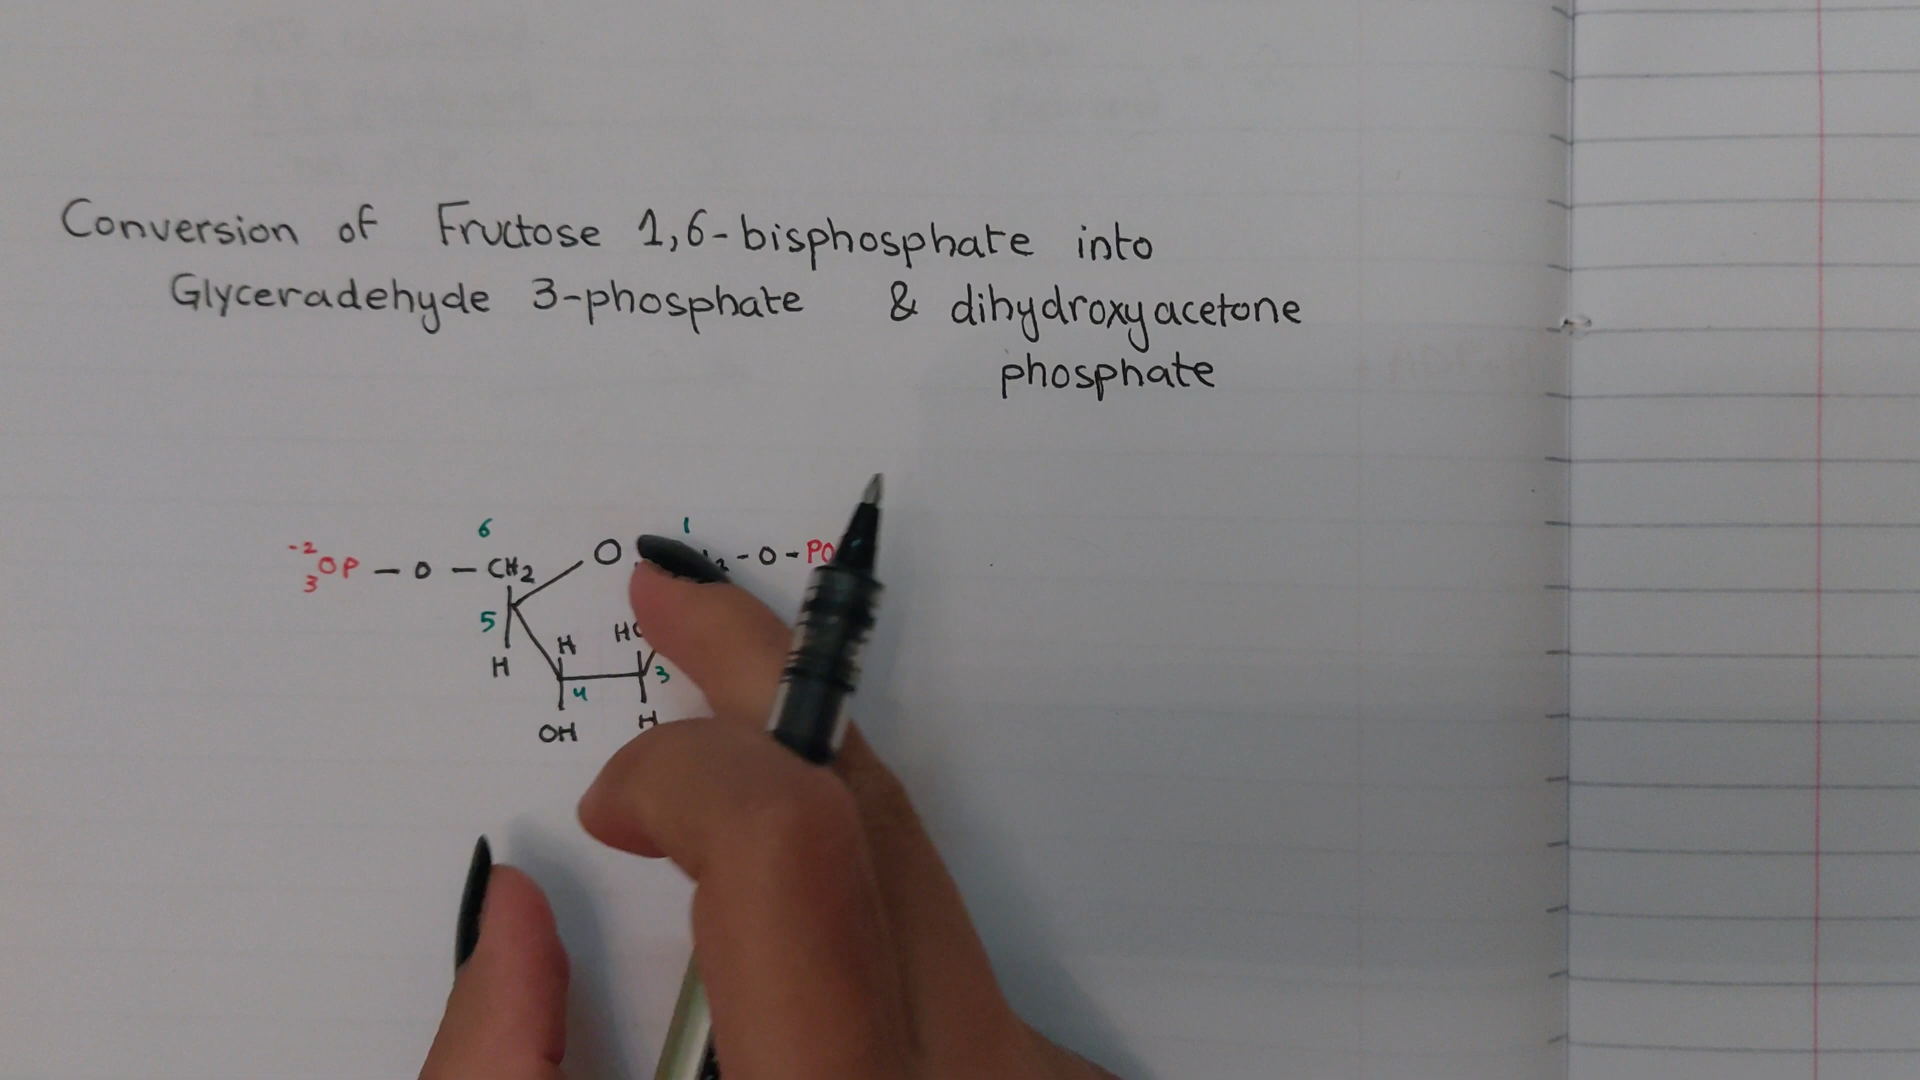 Conversion of Fructose 1,6-bisphosphate into
Glyceradehyde 3-phosphate & dihydroxyacetone
phosphate
6 1
-2
3OP - O - CH2 O 2 - O - PO
5 H H
H 4 3
OH H